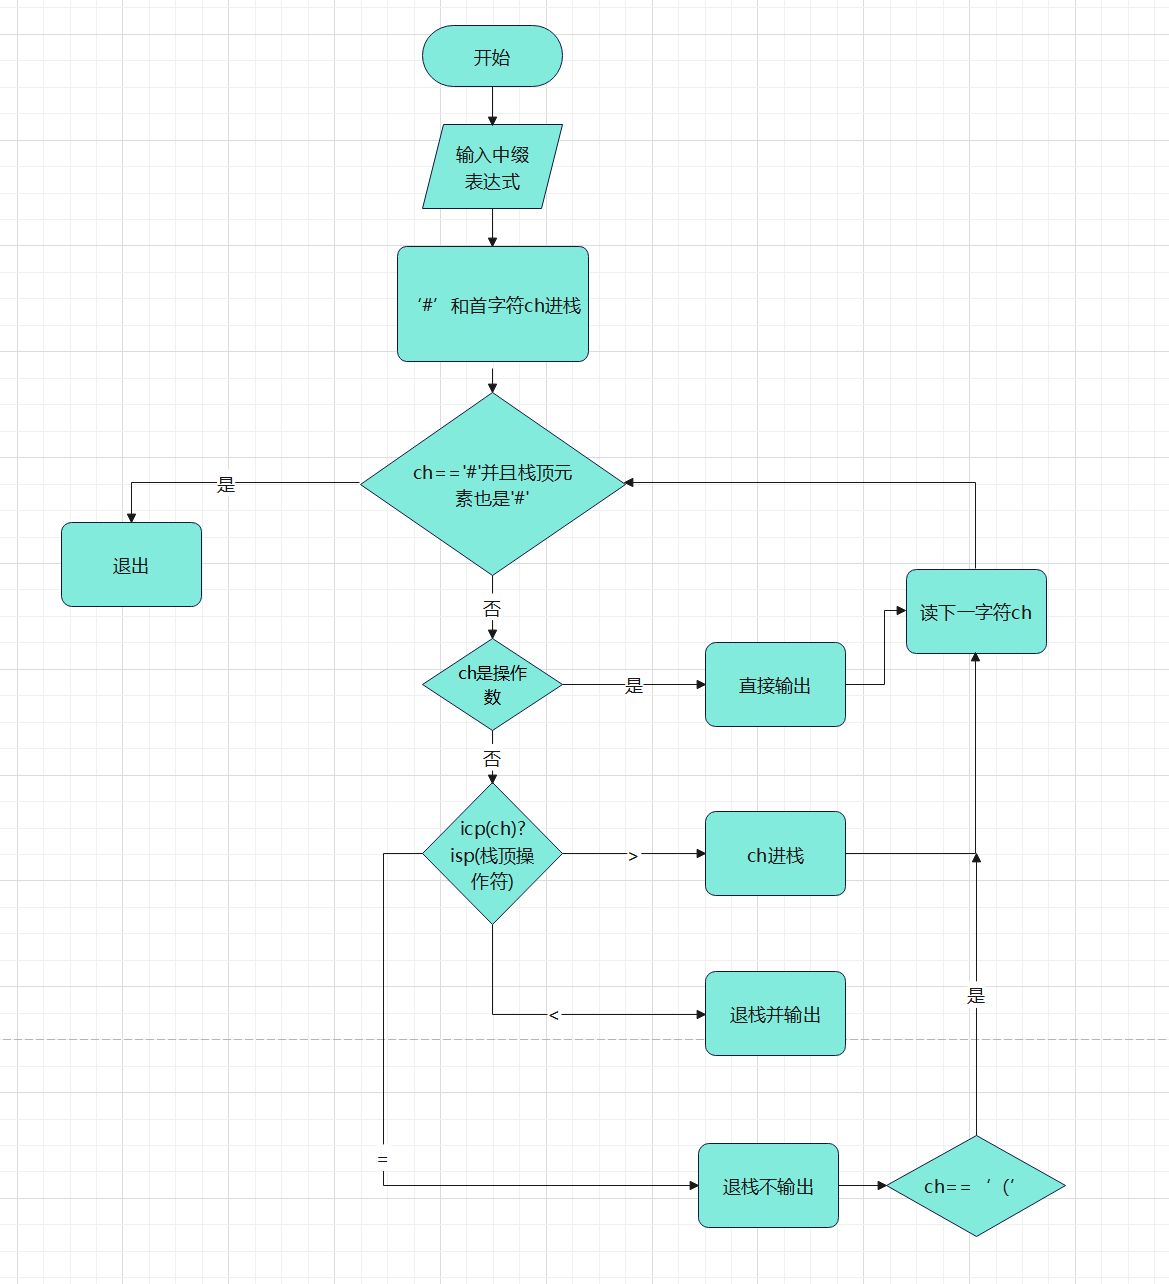 开始
输入中缀
表达式
‘#’和首字符ch进栈
ch=='#'并且栈顶元
素也是'#'
是
退出
否
读下一字符ch
ch是操作
数
是
直接输出
否
icp(ch)?
isp(栈顶操
作符)
>
ch进栈
是
<
退栈并输出
=
退栈不输出
ch==‘（’